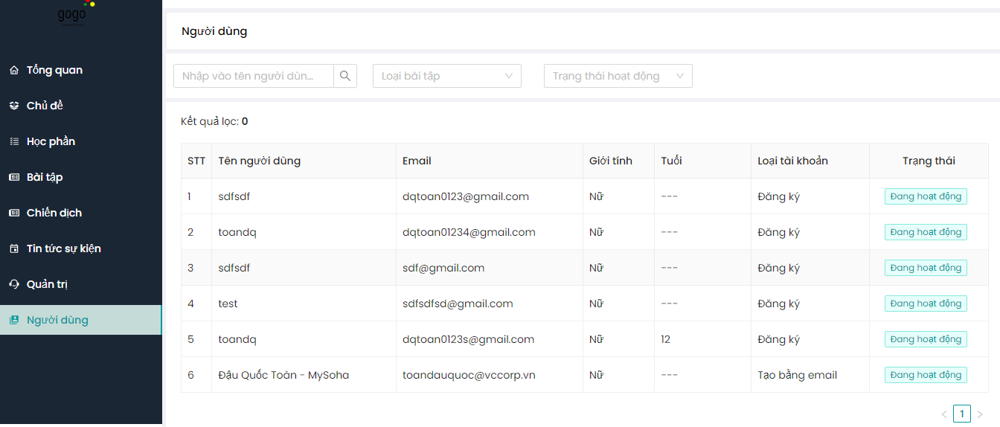 gogo
Tổng quan
Chủ đề
Học phần
Bài tập
Chiến dịch
Tin tức sự kiện
Quản trị
Người dùng
Người dùng
Nhập vào tên người dùn... Loại bài tập Trạng thái hoạt động
Kết quả lọc: 0
STT Tên người dùng Email Giới tính Tuổi Loại tài khoản Trạng thái
1 sdfsdf dqtoan0123@gmail.com Nữ --- Đăng ký Đang hoạt động
2 toandq dqtoan01234@gmail.com Nữ --- Đăng ký Đang hoạt động
3 sdfsdf sdf@gmail.com Nữ --- Đăng ký Đang hoạt động
4 test sdfsdfsd@gmail.com Nữ --- Đăng ký Đang hoạt động
5 toandq dqtoan0123s@gmail.com Nữ 12 Đăng ký Đang hoạt động
6 Đậu Quốc Toàn - MySoha toandauquoc@vccorp.vn Nữ --- Tạo bằng email Đang hoạt động
< 1 >